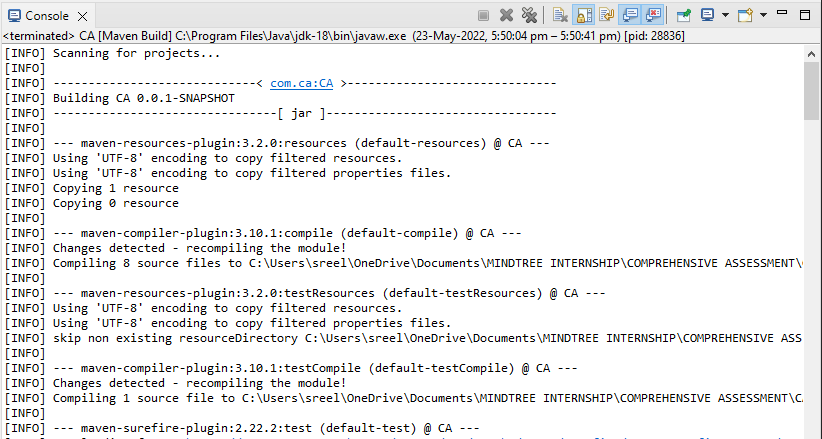 Console
<terminated> CA [Maven Build] C:\Program Files\Java\jdk-18\bin\javaw.exe (23-May-2022, 5:50:04 pm – 5:50:41 pm) [pid: 28836]
[INFO] Scanning for projects...
[INFO]
[INFO] ----------------------------< com.ca:CA >-----------------------------
[INFO] Building CA 0.0.1-SNAPSHOT
[INFO] --------------------------------[ jar ]---------------------------------
[INFO]
[INFO] --- maven-resources-plugin:3.2.0:resources (default-resources) @ CA ---
[INFO] Using 'UTF-8' encoding to copy filtered resources.
[INFO] Using 'UTF-8' encoding to copy filtered properties files.
[INFO] Copying 1 resource
[INFO] Copying 0 resource
[INFO]
[INFO] --- maven-compiler-plugin:3.10.1:compile (default-compile) @ CA ---
[INFO] Changes detected - recompiling the module!
[INFO] Compiling 8 source files to C:\Users\sreel\OneDrive\Documents\MINDTREE INTERNSHIP\COMPREHENSIVE ASSESSMENT\
[INFO]
[INFO] --- maven-resources-plugin:3.2.0:testResources (default-testResources) @ CA ---
[INFO] Using 'UTF-8' encoding to copy filtered resources.
[INFO] Using 'UTF-8' encoding to copy filtered properties files.
[INFO] skip non existing resourceDirectory C:\Users\sreel\OneDrive\Documents\MINDTREE INTERNSHIP\COMPREHENSIVE ASS
[INFO]
[INFO] --- maven-compiler-plugin:3.10.1:testCompile (default-testCompile) @ CA ---
[INFO] Changes detected - recompiling the module!
[INFO] Compiling 1 source file to C:\Users\sreel\OneDrive\Documents\MINDTREE INTERNSHIP\COMPREHENSIVE ASSESSMENT\CA
[INFO]
[INFO] --- maven-surefire-plugin:2.22.2:test (default-test) @ CA ---